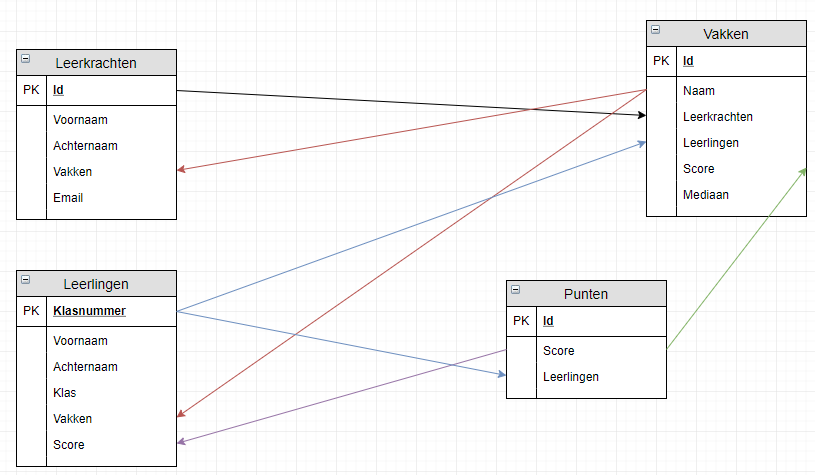 Leerkrachten
PK Id
Voornaam
Achternaam
Vakken
Email
Vakken
PK Id
Naam
Leerkrachten
Leerlingen
Score
Mediaan
Leerlingen
PK Klasnummer
Voornaam
Achternaam
Klas
Vakken
Score
Punten
PK Id
Score
Leerlingen